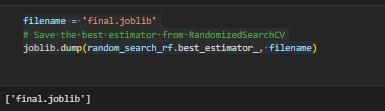 filename = 'final.joblib'
# Save the best estimator from RandomizedSearchCV
joblib.dump(random_search_rf.best_estimator_, filename)
['final.joblib']